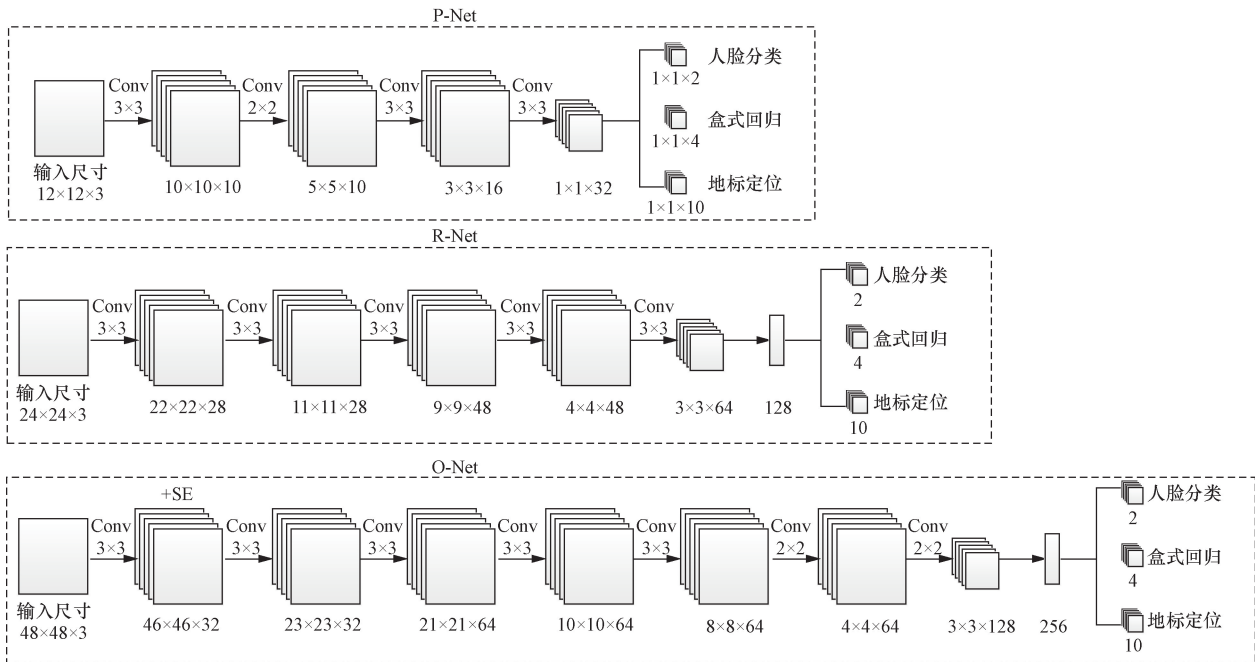 P-Net
Conv
3×3
Conv
2×2
Conv
3×3
Conv
3×3
人脸分类
1×1×2
盒式回归
1×1×4
地标定位
1×1×10
输入尺寸
12×12×3
10×10×10
5×5×10
3×3×16
1×1×32
R-Net
Conv
3×3
Conv
3×3
Conv
3×3
Conv
3×3
Conv
3×3
人脸分类
2
盒式回归
4
地标定位
10
输入尺寸
24×24×3
22×22×28
11×11×28
9×9×48
4×4×48
3×3×64
128
O-Net
+SE
Conv
3×3
Conv
3×3
Conv
3×3
Conv
3×3
Conv
3×3
Conv
2×2
Conv
2×2
人脸分类
2
盒式回归
4
地标定位
10
输入尺寸
48×48×3
46×46×32
23×23×32
21×21×64
10×10×64
8×8×64
4×4×64
3×3×128
256